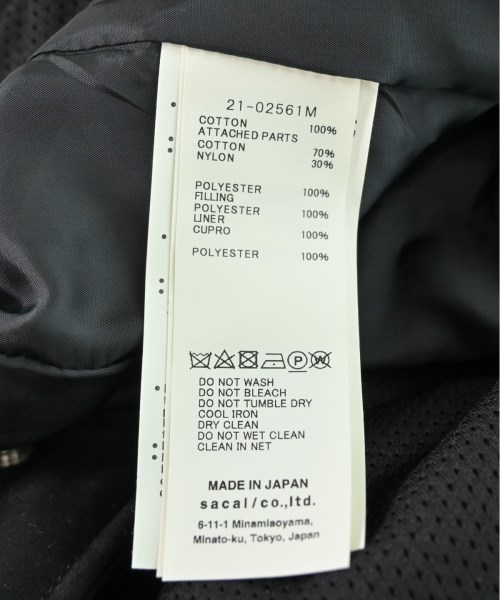 21-02561M
COTTON 100%
ATTACHED PARTS
COTTON 70%
NYLON 30%
POLYESTER 100%
FILLING
POLYESTER 100%
LINER
CUPRO 100%
POLYESTER 100%
DO NOT WASH
DO NOT BLEACH
DO NOT TUMBLE DRY
COOL IRON
DRY CLEAN
DO NOT WET CLEAN
CLEAN IN NET
MADE IN JAPAN
sacai/co.,ltd.
6-11-1 Minamiaoyama,
Minato-ku, Tokyo, Japan